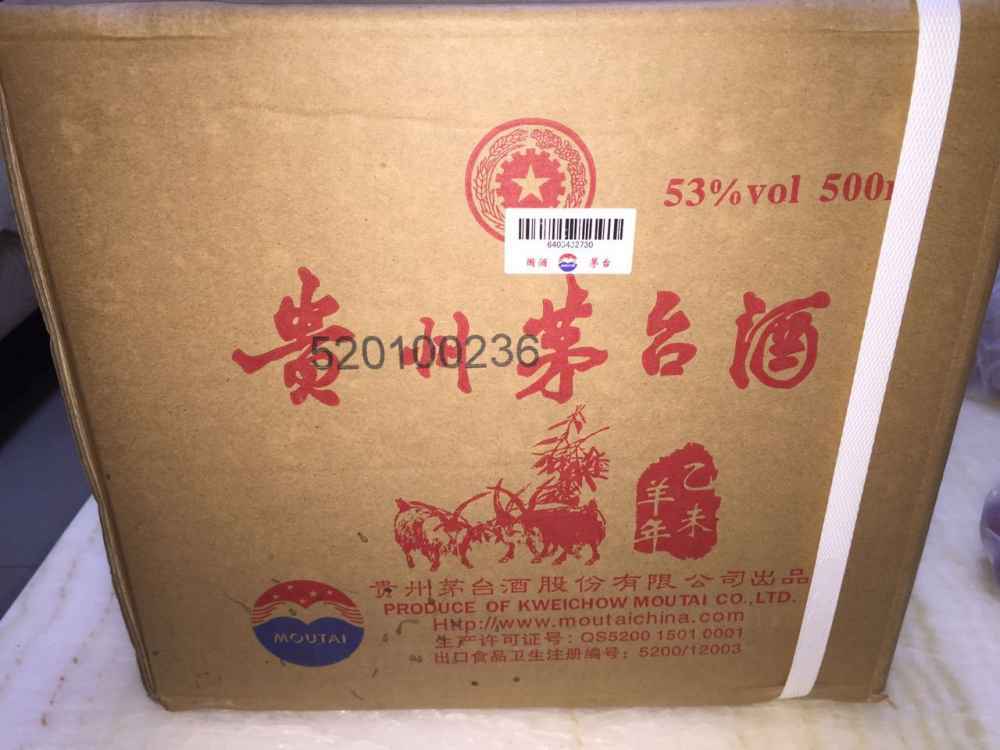 53%vol 500
6403432730
国酒 茅台
贵州茅台酒
520100236
乙未
羊年
MOUTAI
贵州茅台酒股份有限公司出品
PRODUCE OF KWEICHOW MOUTAI CO.,LTD.
Http://www.moutaichina.com
生产许可证号：QS5200 1501 0001
出口食品卫生注册编号：5200/12003